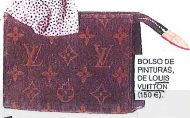 BOLSO DE
PINTURAS,
DE LOUIS
VUITTON
(150 €).